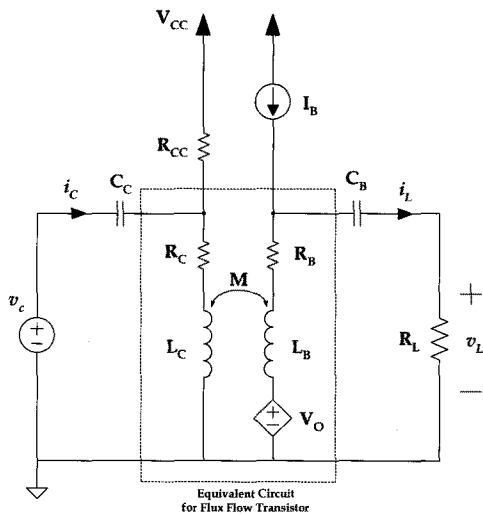 V_CC
I_B
R_CC
i_C
C_C
C_B
i_L
R_C
R_B
M
v_c
+
−
L_C
L_B
+
R_L
v_L
−
+
−
V_O
Equivalent Circuit
for Flux Flow Transistor